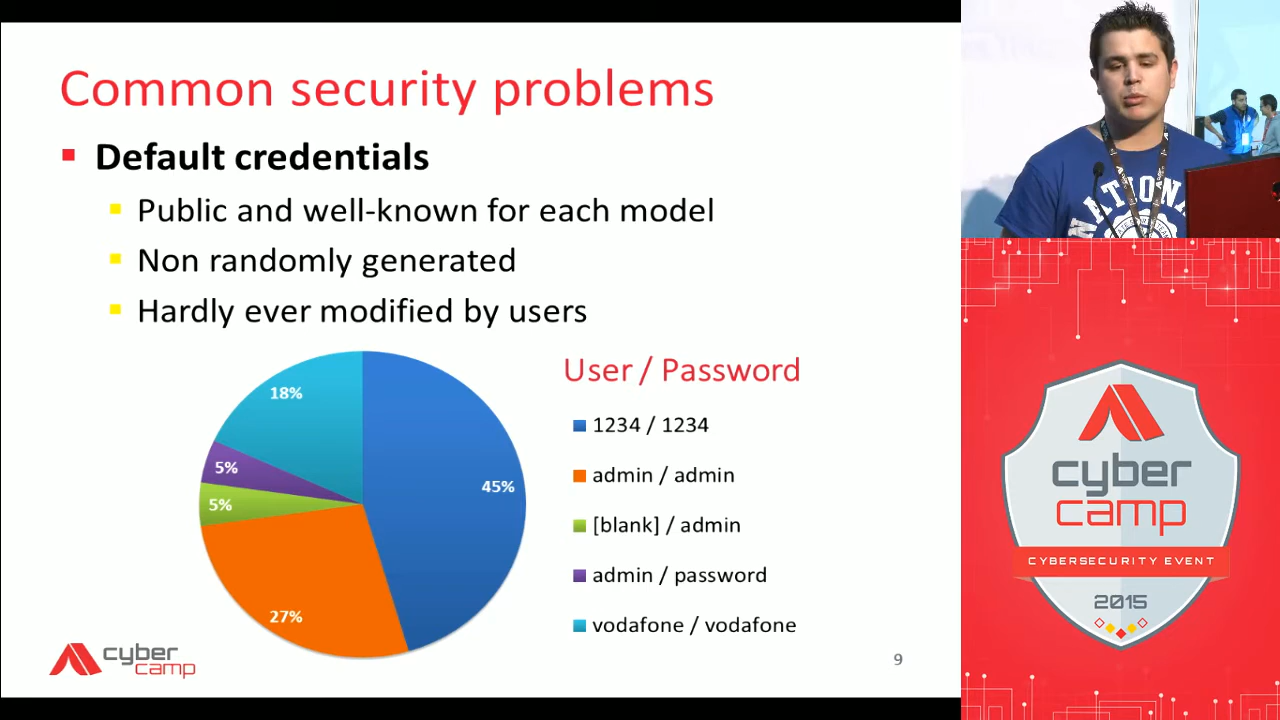 Common security problems
Default credentials
Public and well-known for each model
Non randomly generated
Hardly ever modified by users
18%
5%
5%
45%
27%
User / Password
1234 / 1234
admin / admin
[blank] / admin
admin / password
vodafone / vodafone
cyber
camp
9
NATIONA
cyber
camp
CYBERSECURITY EVENT
2015